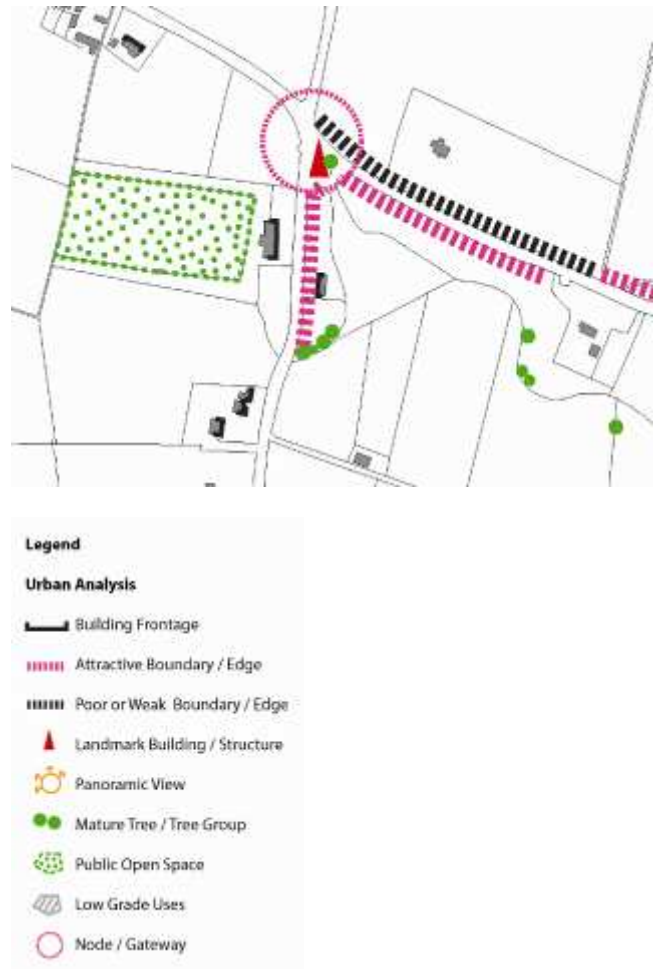 Legend
Urban Analysis
Building Frontage
Attractive Boundary / Edge
Poor or Weak Boundary / Edge
Landmark Building / Structure
Panoramic View
Mature Tree / Tree Group
Public Open Space
Low Grade Uses
Node / Gateway